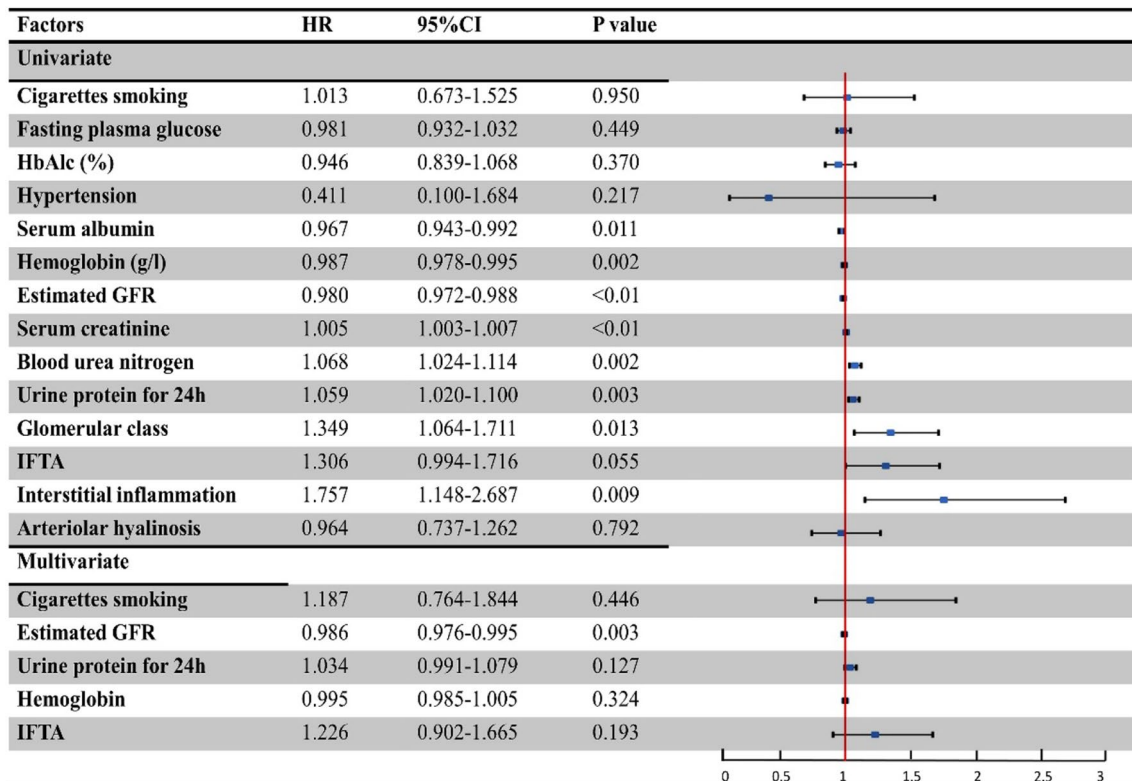 Factors HR 95%CI P value
Univariate
Cigarettes smoking 1.013 0.673-1.525 0.950
Fasting plasma glucose 0.981 0.932-1.032 0.449
HbAlc (%) 0.946 0.839-1.068 0.370
Hypertension 0.411 0.100-1.684 0.217
Serum albumin 0.967 0.943-0.992 0.011
Hemoglobin (g/l) 0.987 0.978-0.995 0.002
Estimated GFR 0.980 0.972-0.988 <0.01
Serum creatinine 1.005 1.003-1.007 <0.01
Blood urea nitrogen 1.068 1.024-1.114 0.002
Urine protein for 24h 1.059 1.020-1.100 0.003
Glomerular class 1.349 1.064-1.711 0.013
IFTA 1.306 0.994-1.716 0.055
Interstitial inflammation 1.757 1.148-2.687 0.009
Arteriolar hyalinosis 0.964 0.737-1.262 0.792
Multivariate
Cigarettes smoking 1.187 0.764-1.844 0.446
Estimated GFR 0.986 0.976-0.995 0.003
Urine protein for 24h 1.034 0.991-1.079 0.127
Hemoglobin 0.995 0.985-1.005 0.324
IFTA 1.226 0.902-1.665 0.193
0 0.5 1 1.5 2 2.5 3